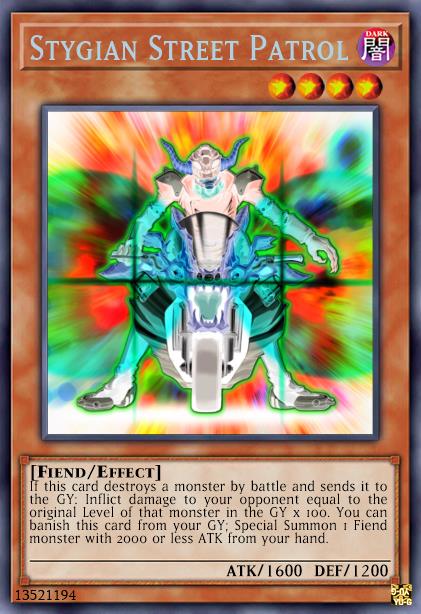 Stygian Street Patrol
DARK
闇
[Fiend/Effect]
If this card destroys a monster by battle and sends it to
the GY: Inflict damage to your opponent equal to the
original Level of that monster in the GY x 100. You can
banish this card from your GY; Special Summon 1 Fiend
monster with 2000 or less ATK from your hand.
ATK/1600 DEF/1200
13521194